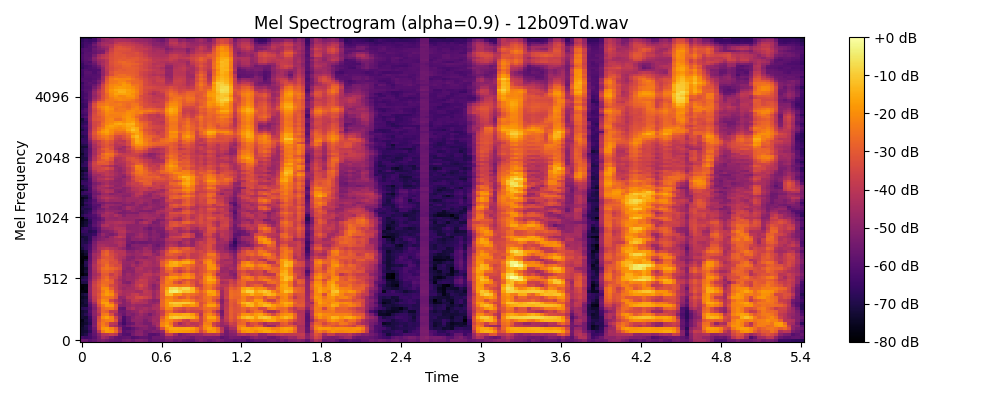 Mel Spectrogram (alpha=0.9) - 12b09Td.wav
Mel Frequency
4096
2048
1024
512
0
0 0.6 1.2 1.8 2.4 3 3.6 4.2 4.8 5.4
Time
+0 dB
-10 dB
-20 dB
-30 dB
-40 dB
-50 dB
-60 dB
-70 dB
-80 dB